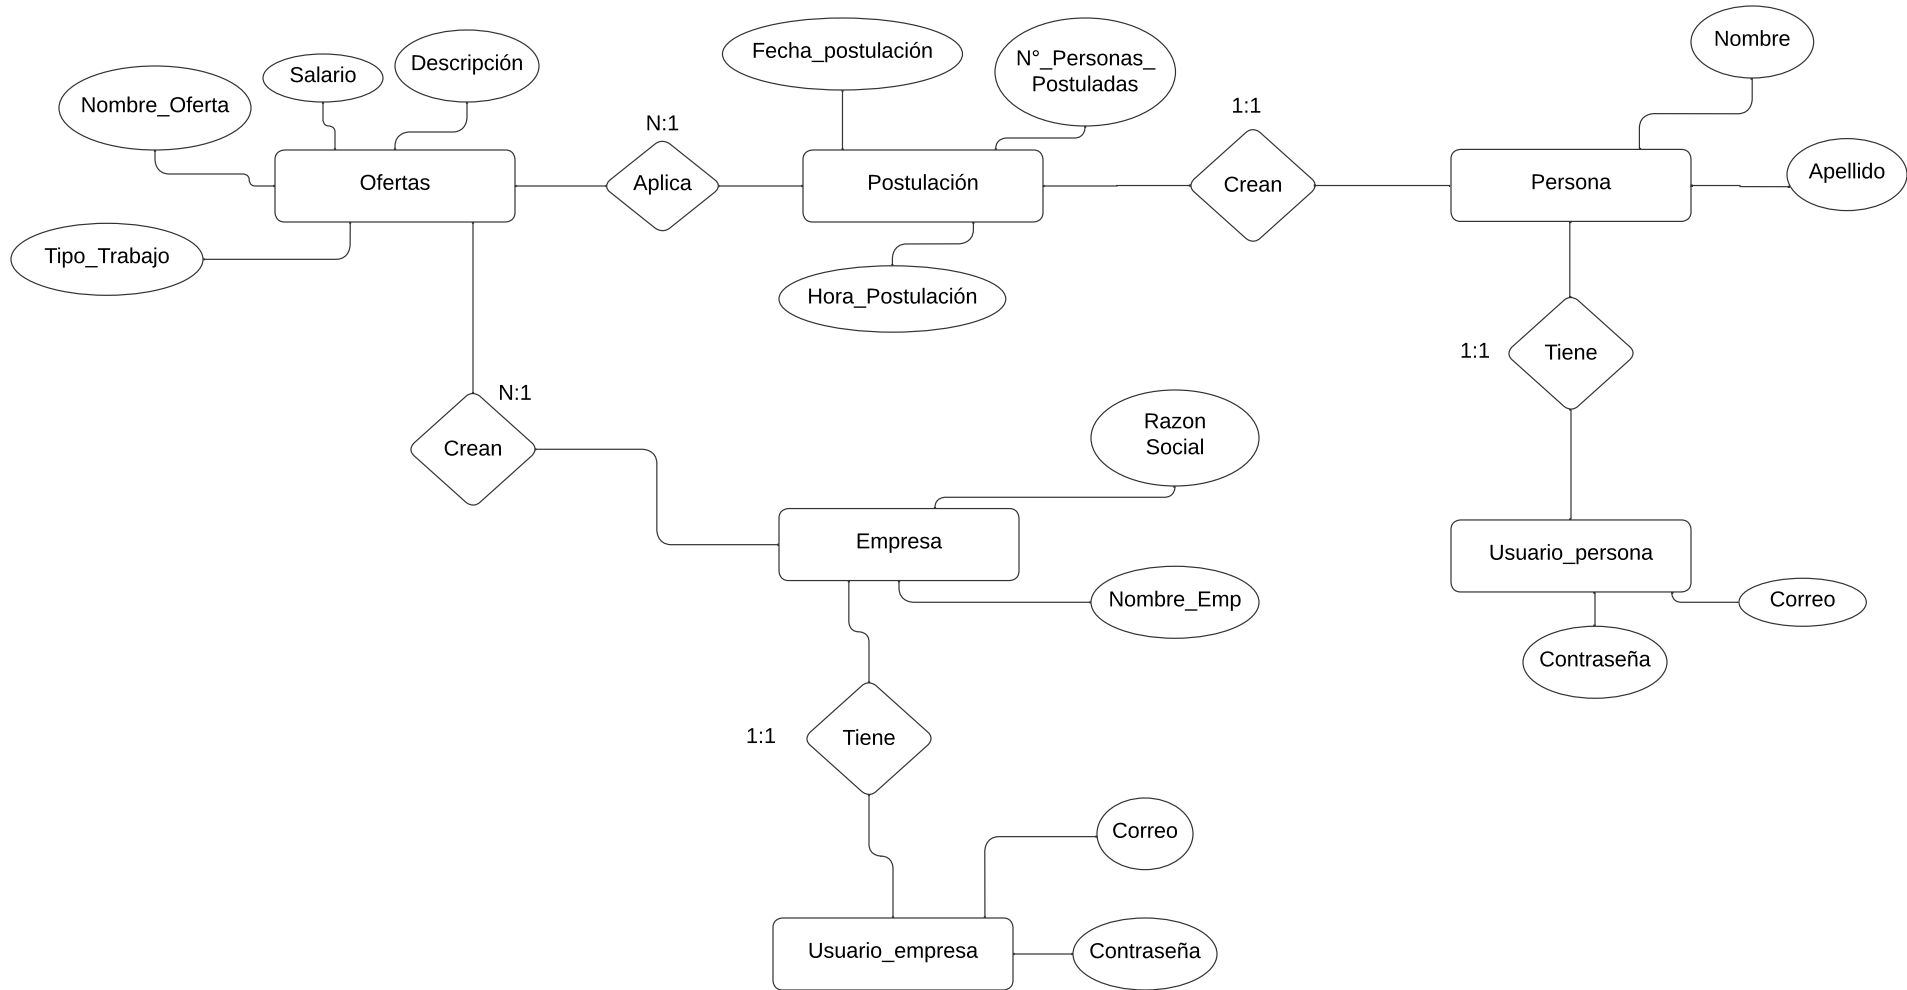 Nombre
Fecha_postulación
N°_Personas_
Postuladas
Descripción
Salario
Nombre_Oferta
1:1
N:1
Apellido
Ofertas
Aplica
Postulación
Crean
Persona
Tipo_Trabajo
Hora_Postulación
1:1
Tiene
N:1
Crean
Razon
Social
Empresa
Usuario_persona
Nombre_Emp
Correo
Contraseña
1:1
Tiene
Correo
Usuario_empresa
Contraseña